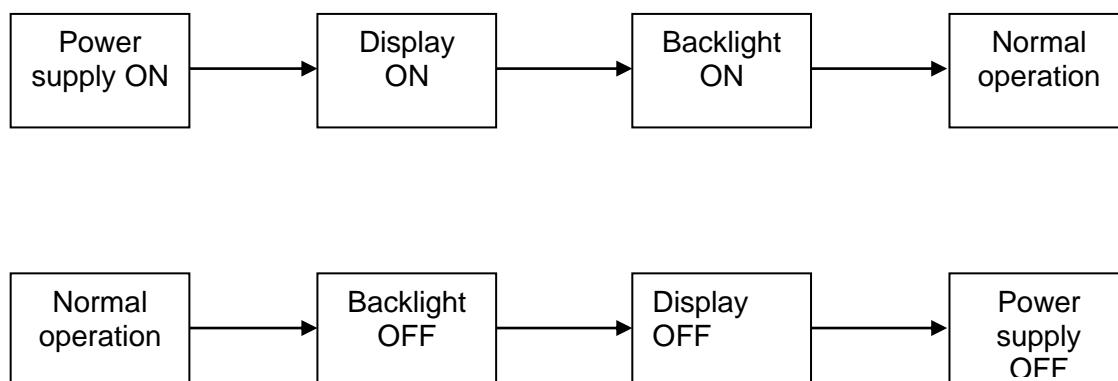 Power
supply ON
Display
ON
Backlight
ON
Normal
operation
Normal
operation
Backlight
OFF
Display
OFF
Power
supply
OFF